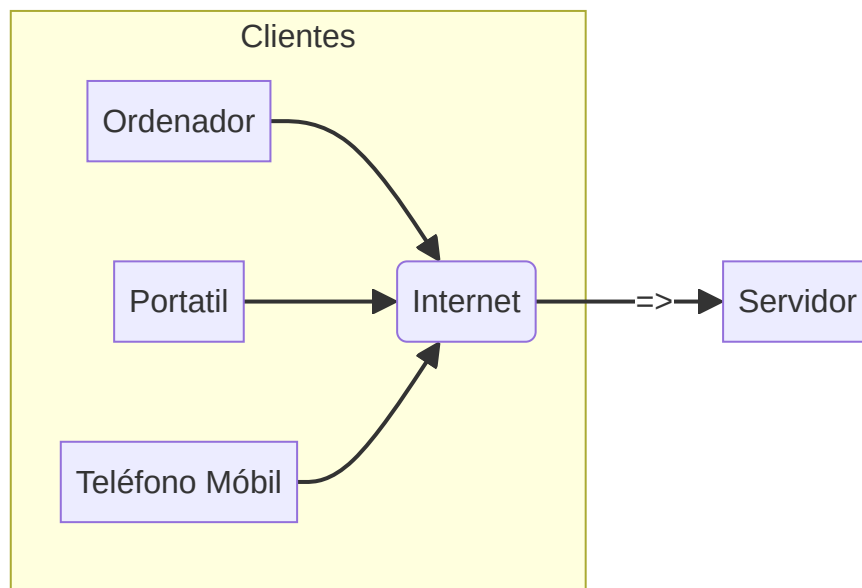 Clientes
Ordenador
Portatil
Internet
=>
Servidor
Teléfono Móbil